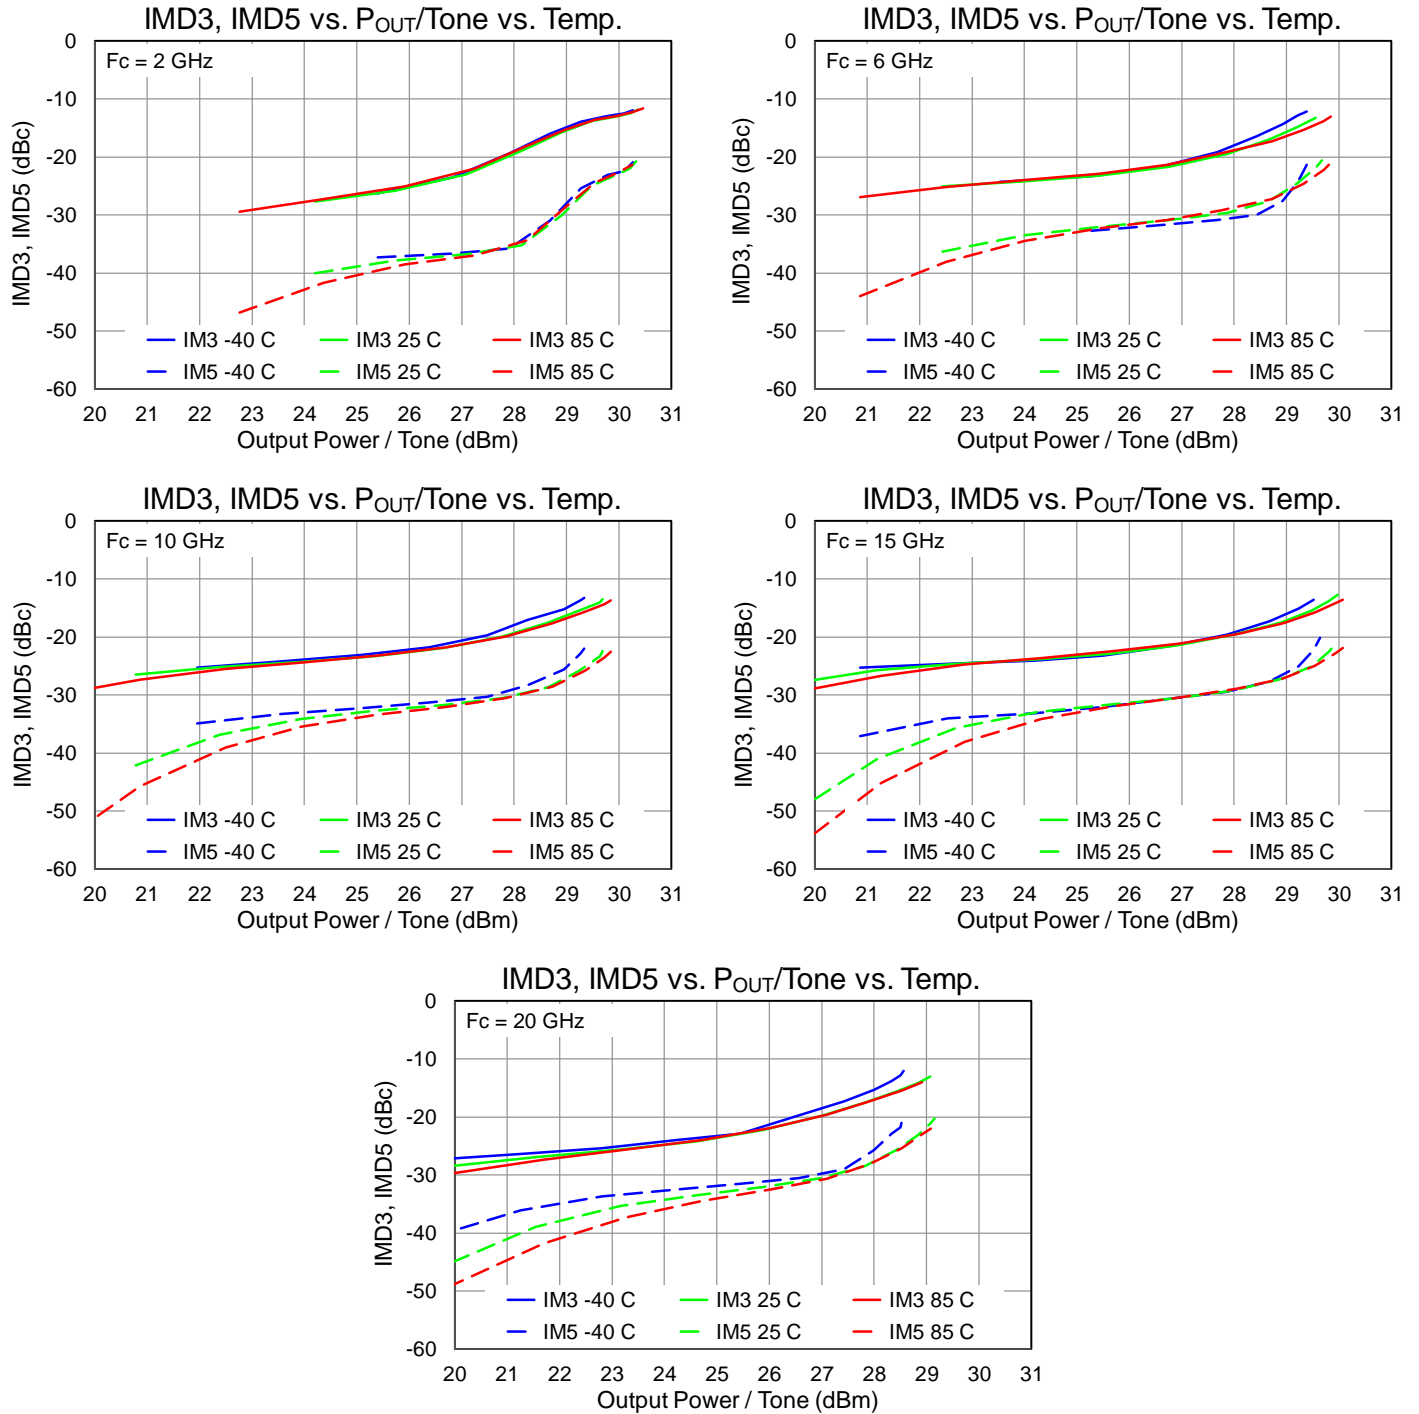 IMD3, IMD5 vs. POUT/Tone vs. Temp.
Fc = 2 GHz
IMD3, IMD5 (dBc)
0
-10
-20
-30
-40
-50
-60
IM3 -40 C IM3 25 C IM3 85 C
IM5 -40 C IM5 25 C IM5 85 C
20 21 22 23 24 25 26 27 28 29 30 31
Output Power / Tone (dBm)
IMD3, IMD5 vs. POUT/Tone vs. Temp.
Fc = 6 GHz
IMD3, IMD5 (dBc)
0
-10
-20
-30
-40
-50
-60
IM3 -40 C IM3 25 C IM3 85 C
IM5 -40 C IM5 25 C IM5 85 C
20 21 22 23 24 25 26 27 28 29 30 31
Output Power / Tone (dBm)
IMD3, IMD5 vs. POUT/Tone vs. Temp.
Fc = 10 GHz
IMD3, IMD5 (dBc)
0
-10
-20
-30
-40
-50
-60
IM3 -40 C IM3 25 C IM3 85 C
IM5 -40 C IM5 25 C IM5 85 C
20 21 22 23 24 25 26 27 28 29 30 31
Output Power / Tone (dBm)
IMD3, IMD5 vs. POUT/Tone vs. Temp.
Fc = 15 GHz
IMD3, IMD5 (dBc)
0
-10
-20
-30
-40
-50
-60
IM3 -40 C IM3 25 C IM3 85 C
IM5 -40 C IM5 25 C IM5 85 C
20 21 22 23 24 25 26 27 28 29 30 31
Output Power / Tone (dBm)
IMD3, IMD5 vs. POUT/Tone vs. Temp.
Fc = 20 GHz
IMD3, IMD5 (dBc)
0
-10
-20
-30
-40
-50
-60
IM3 -40 C IM3 25 C IM3 85 C
IM5 -40 C IM5 25 C IM5 85 C
20 21 22 23 24 25 26 27 28 29 30 31
Output Power / Tone (dBm)